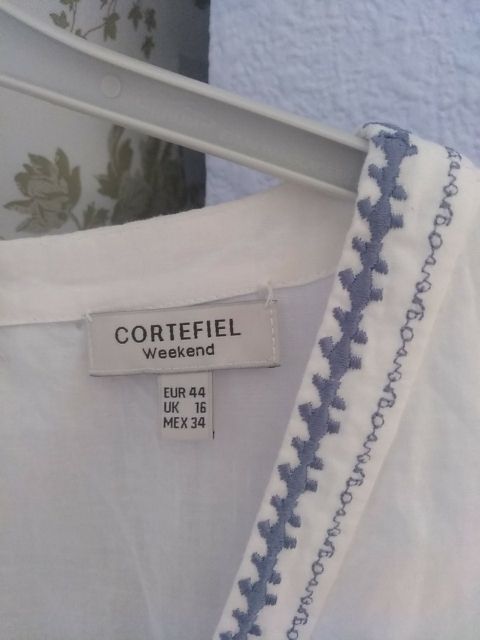 CORTEFIEL
Weekend
EUR 44
UK 16
MEX 34